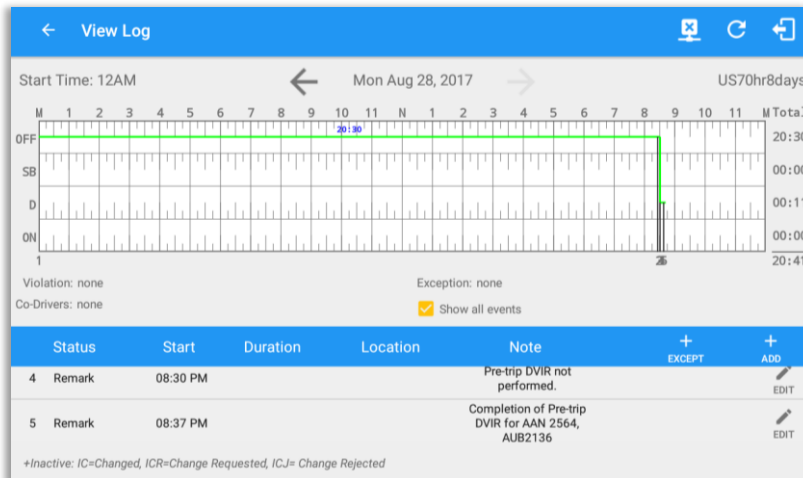 View Log
Start Time: 12AM
Mon Aug 28, 2017
US70hr8days
M 1 2 3 4 5 6 7 8 9 10 11 N 1 2 3 4 5 6 7 8 9 10 11 M Total
OFF 20:30 20:30
SB 00:00
D 00:11
ON 00:00
1 20:41
Violation: none
Exception: none
Co-Drivers: none
Show all events
Status Start Duration Location Note + EXCEPT + ADD
4 Remark 08:30 PM Pre-trip DVIR not
performed.
EDIT
5 Remark 08:37 PM Completion of Pre-trip
DVIR for AAN 2564,
AUB2136
EDIT
+Inactive: IC=Changed, ICR=Change Requested, ICJ= Change Rejected